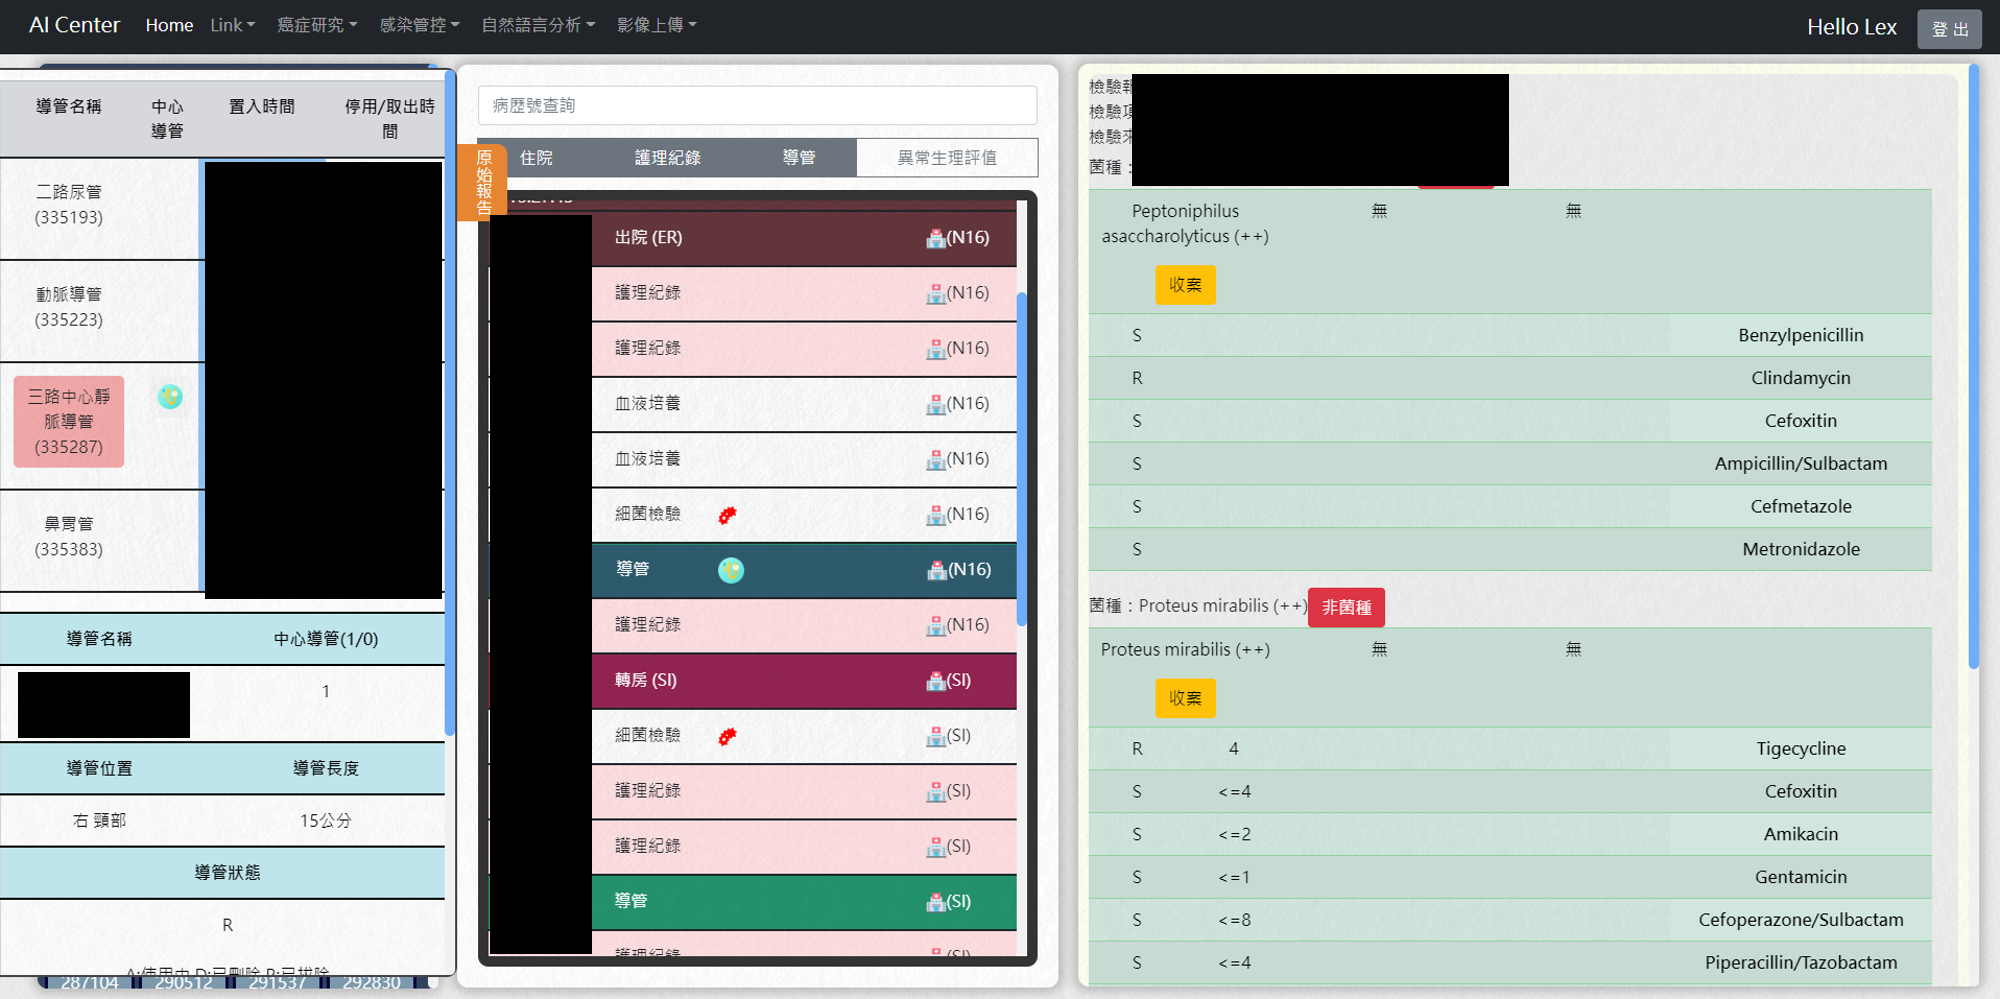 AI Center Home Link 癌症研究 感染管控 自然語言分析 影像上傳 Hello Lex 登 出
導管名稱 中心導管 置入時間 停用/取出時間
二路尿管
(335193)
動脈導管
(335223)
三路中心靜
脈導管
(335287)
鼻胃管
(335383)
導管名稱 中心導管(1/0)
1
導管位置 導管長度
右 頸部 15公分
導管狀態
R
A:使用中 D:已刪除 R:已拔除
287104 290512 291537 292830
病歷號查詢
原始報告
住院 護理紀錄 導管 異常生理評值
出院 (ER) (N16)
護理紀錄 (N16)
護理紀錄 (N16)
血液培養 (N16)
血液培養 (N16)
細菌檢驗 (N16)
導管 (N16)
護理紀錄 (N16)
轉房 (SI) (SI)
細菌檢驗 (SI)
護理紀錄 (SI)
護理紀錄 (SI)
導管 (SI)
護理紀錄 (SI)
檢驗
檢驗
檢驗
菌種：
Peptoniphilus 無 無
asaccharolyticus (++)
收案
S Benzylpenicillin
R Clindamycin
S Cefoxitin
S Ampicillin/Sulbactam
S Cefmetazole
S Metronidazole
菌種：Proteus mirabilis (++) 非菌種
Proteus mirabilis (++) 無 無
收案
R 4 Tigecycline
S <=4 Cefoxitin
S <=2 Amikacin
S <=1 Gentamicin
S <=8 Cefoperazone/Sulbactam
S <=4 Piperacillin/Tazobactam